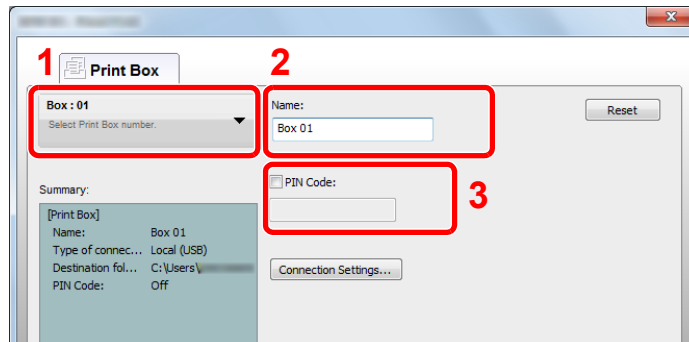 1
2
Print Box
Box : 01
Select Print Box number.
Name:
Box 01
Reset
PIN Code:
3
Summary:
[Print Box]
Name: Box 01
Type of connec... Local (USB)
Destination fol... C:\Users\
PIN Code: Off
Connection Settings...